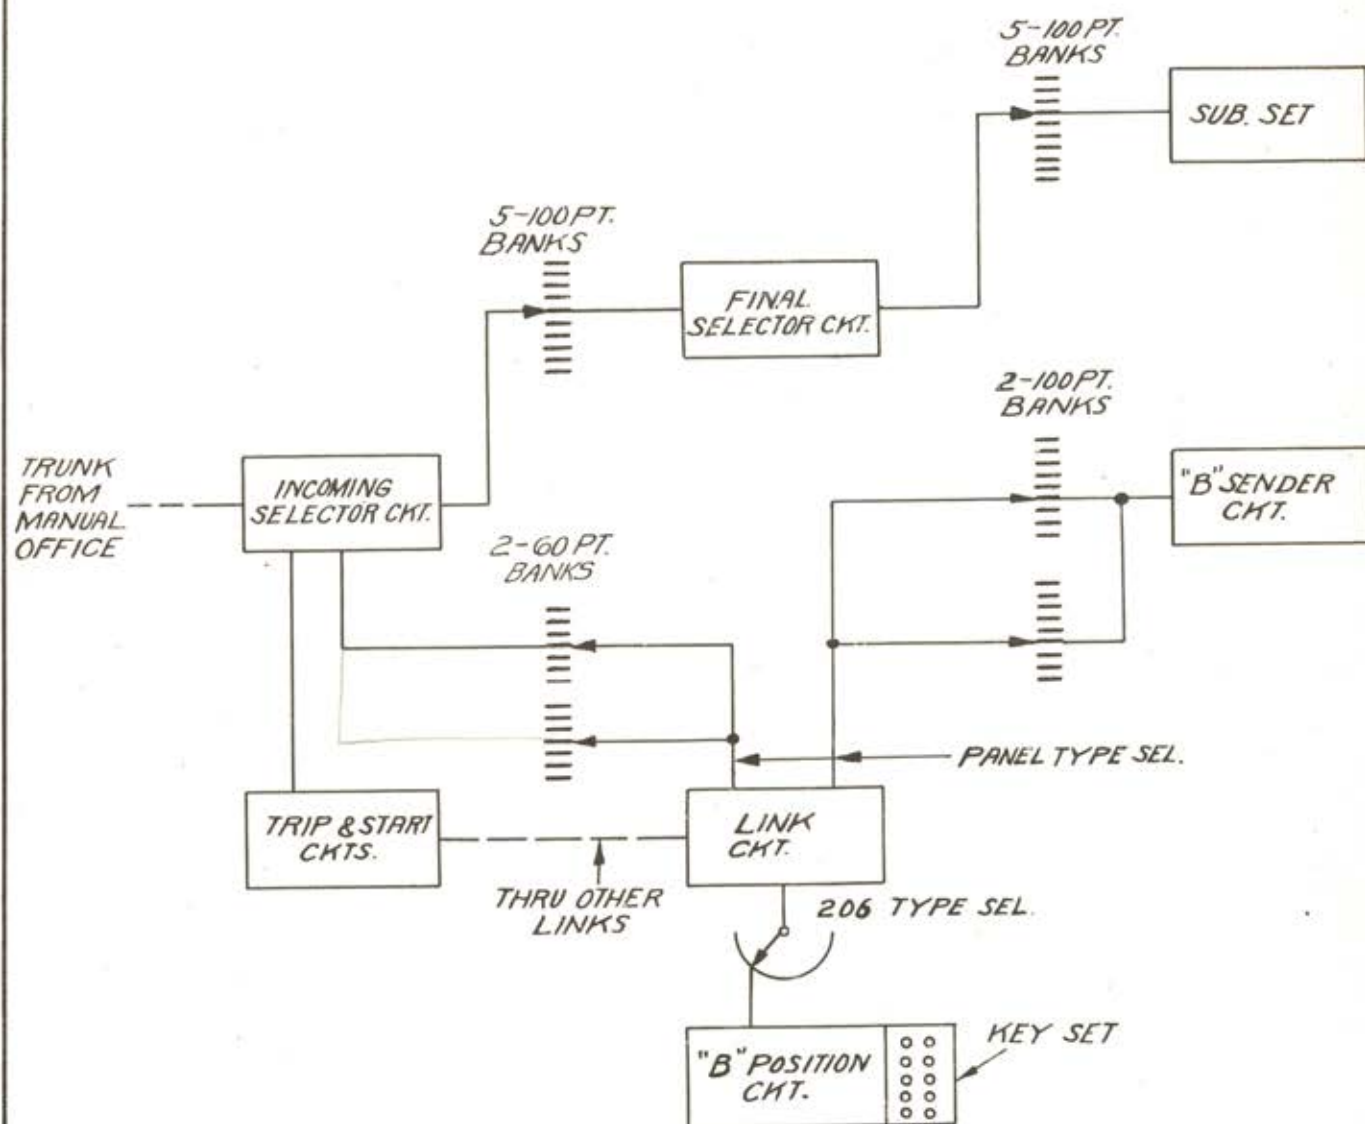 5-100 PT.
BANKS
SUB. SET
5-100 PT.
BANKS
FINAL
SELECTOR CKT.
2-100 PT.
BANKS
TRUNK
FROM
MANUAL
OFFICE
INCOMING
SELECTOR CKT.
"B" SENDER
CKT.
2-60 PT.
BANKS
PANEL TYPE SEL.
TRIP & START
CKTS.
LINK
CKT.
THRU OTHER
LINKS
206 TYPE SEL.
"B" POSITION
CKT.
KEY SET